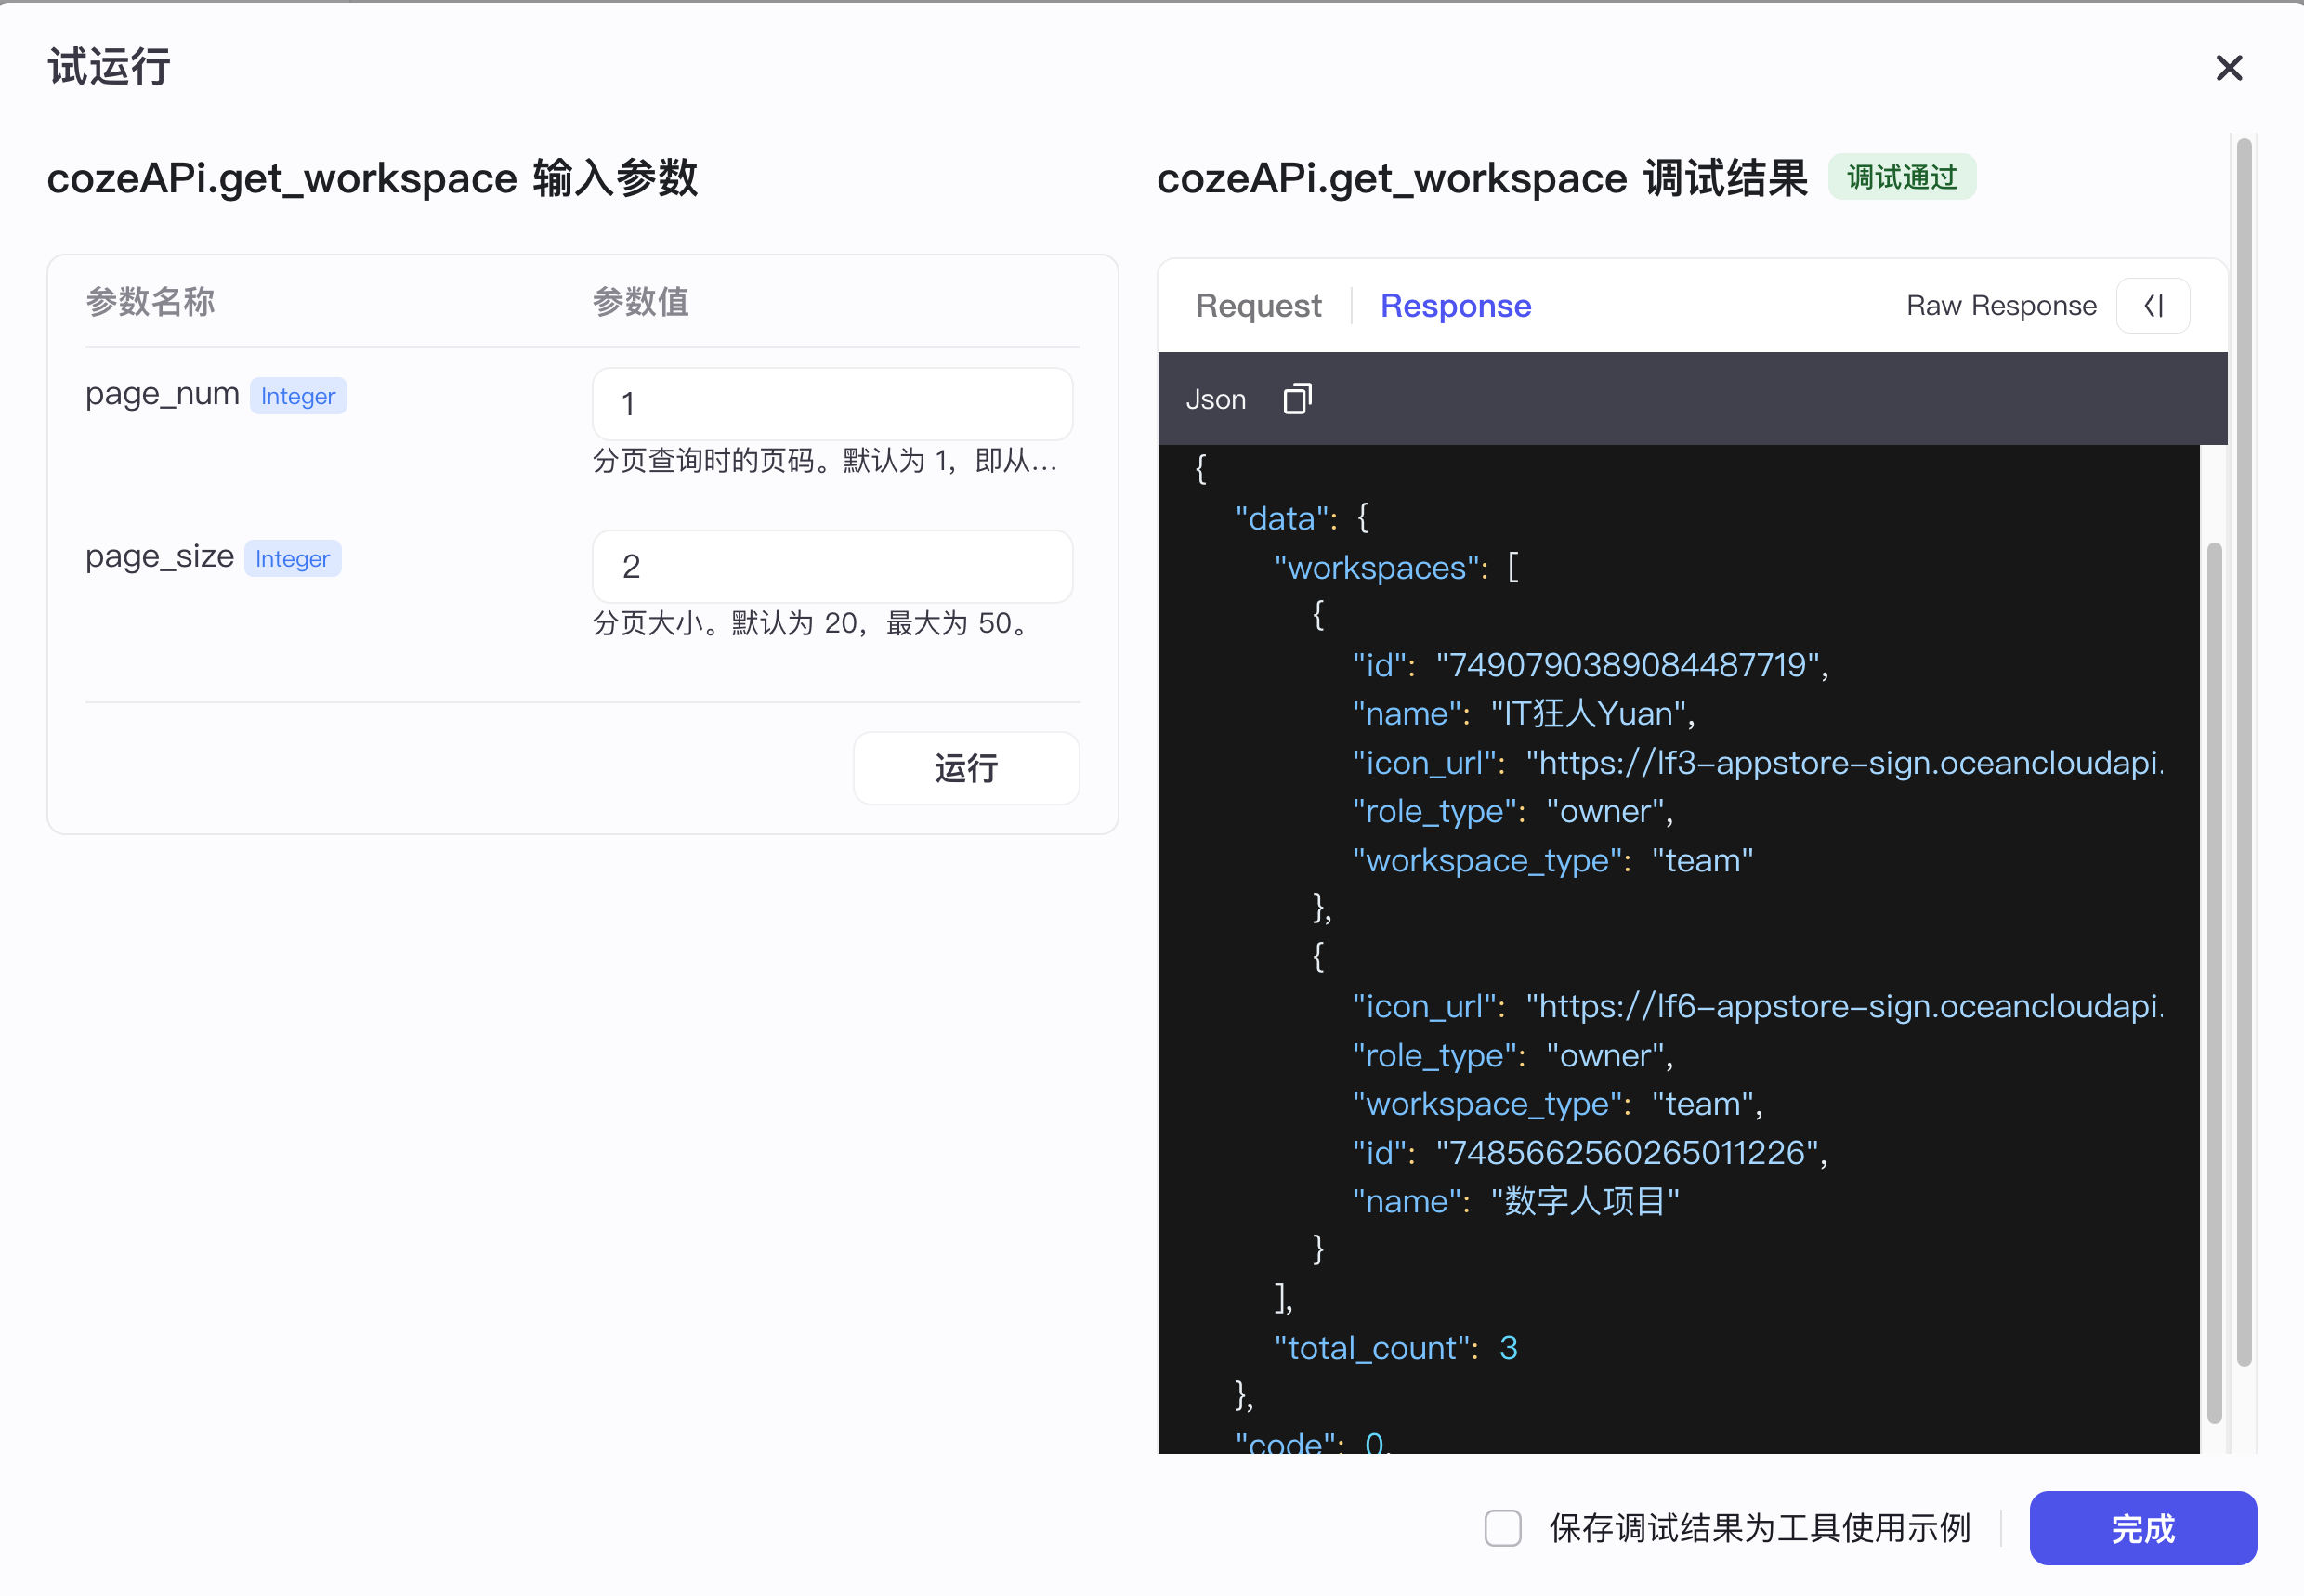 试运行
cozeAPi.get_workspace 输入参数
参数名称 参数值
page_num Integer 1
分页查询时的页码。默认为 1，即从...
page_size Integer 2
分页大小。默认为 20，最大为 50。
运行
cozeAPi.get_workspace 调试结果 调试通过
Request Response Raw Response
Json
{
"data": {
"workspaces": [
{
"id": "7490790389084487719",
"name": "IT狂人Yuan",
"icon_url": "https://lf3-appstore-sign.oceancloudapi.
"role_type": "owner",
"workspace_type": "team"
},
{
"icon_url": "https://lf6-appstore-sign.oceancloudapi.
"role_type": "owner",
"workspace_type": "team",
"id": "7485662560265011226",
"name": "数字人项目"
}
],
"total_count": 3
},
"code": 0,
保存调试结果为工具使用示例 完成